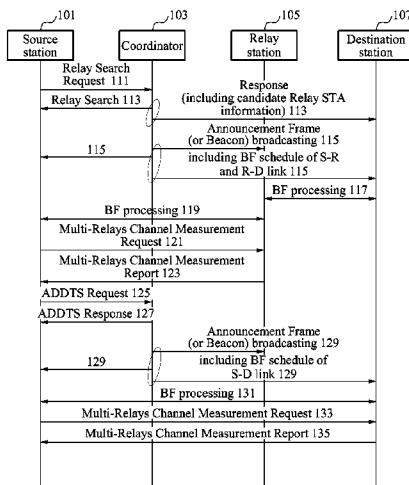 101
103
105
107
Source
station
Coordinator
Relay
station
Destination
station
Relay Search
Request 111
Response
(including candidate Relay STA
information) 113
Relay Search 113
Announcement Frame
(or Beacon) broadcasting 115
115
including BF schedule of S-R
and R-D link 115
BF processing 117
BF processing 119
Multi-Relays Channel Measurement
Request 121
Multi-Relays Channel Measurement
Report 123
ADDTS Request 125
ADDTS Response 127
Announcement Frame
(or Beacon) broadcasting 129
129
including BF schedule of
S-D link 129
BF processing 131
Multi-Relays Channel Measurement Request 133
Multi-Relays Channel Measurement Report 135